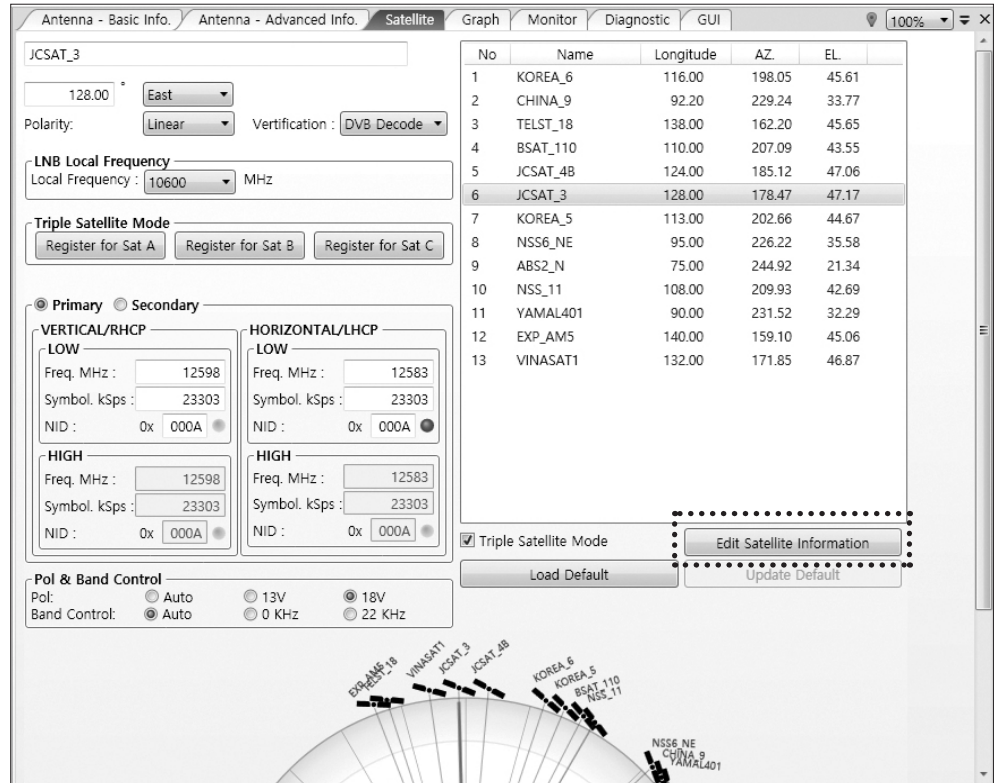 Antenna - Basic Info. Antenna - Advanced Info. Satellite Graph Monitor Diagnostic GUI 100%
JCSAT_3
128.00 ° East
Polarity: Linear Vertification : DVB Decode
LNB Local Frequency
Local Frequency : 10600 MHz
Triple Satellite Mode
Register for Sat A Register for Sat B Register for Sat C
Primary Secondary
VERTICAL/RHCP
LOW
Freq. MHz : 12598
Symbol. kSps : 23303
NID : 0x 000A
HIGH
Freq. MHz : 12598
Symbol. kSps : 23303
NID : 0x 000A
HORIZONTAL/LHCP
LOW
Freq. MHz : 12583
Symbol. kSps : 23303
NID : 0x 000A
HIGH
Freq. MHz : 12583
Symbol. kSps : 23303
NID : 0x 000A
Pol & Band Control
Pol: Auto 13V 18V
Band Control: Auto 0 KHz 22 KHz
No Name Longitude AZ. EL.
1 KOREA_6 116.00 198.05 45.61
2 CHINA_9 92.20 229.24 33.77
3 TELST_18 138.00 162.20 45.65
4 BSAT_110 110.00 207.09 43.55
5 JCSAT_4B 124.00 185.12 47.06
6 JCSAT_3 128.00 178.47 47.17
7 KOREA_5 113.00 202.66 44.67
8 NSS6_NE 95.00 226.22 35.58
9 ABS2_N 75.00 244.92 21.34
10 NSS_11 108.00 209.93 42.69
11 YAMAL401 90.00 231.52 32.29
12 EXP_AM5 140.00 159.10 45.06
13 VINASAT1 132.00 171.85 46.87
Triple Satellite Mode Edit Satellite Information
Load Default Update Default
EXP_AM5
TELST_18
VINASAT1
JCSAT_3
JCSAT_4B
KOREA_6
KOREA_5
BSAT_110
NSS_11
NSS6_NE
CHINA_9
YAMAL401